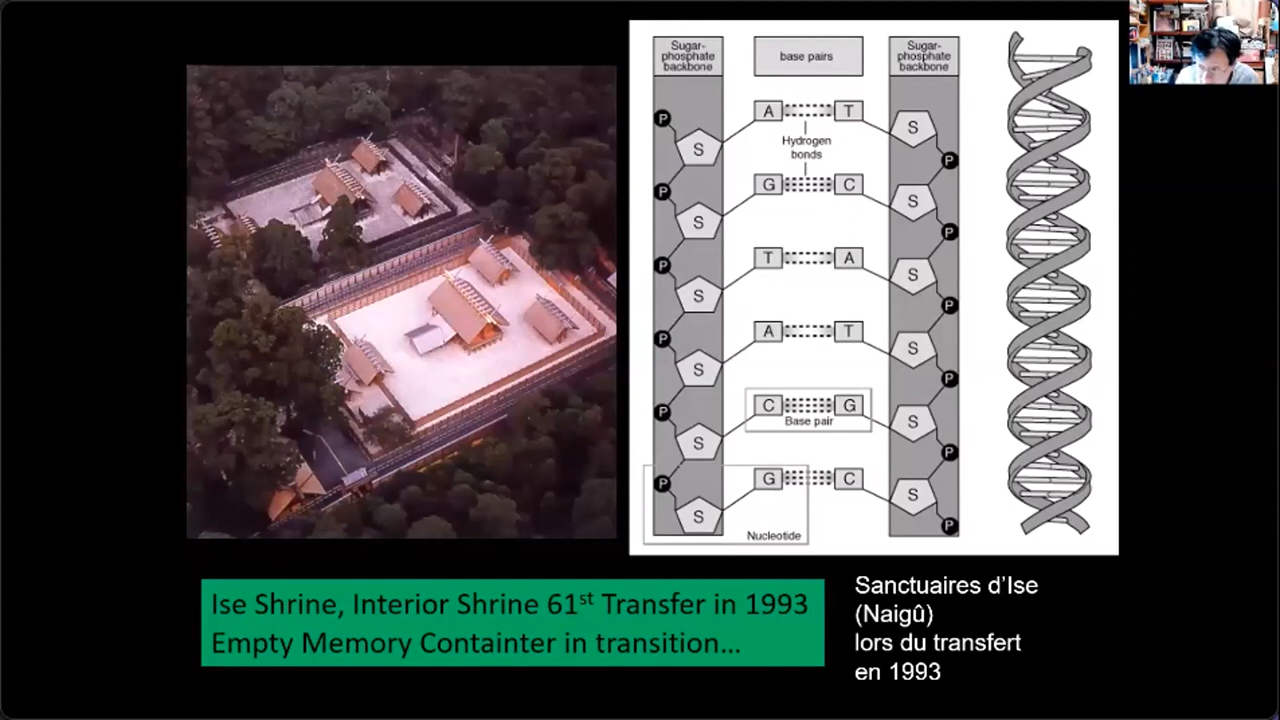 Sugar-
phosphate
backbone
base pairs
Sugar-
phosphate
backbone
P
A
T
S
S
Hydrogen
bonds
P
P
G
C
S
S
P
P
T
A
S
S
P
P
A
T
S
S
P
P
C
G
S
S
Base pair
P
P
G
C
S
S
P
Nucleotide
Ise Shrine, Interior Shrine 61st Transfer in 1993
Empty Memory Containter in transition…
Sanctuaires d'Ise
(Naigû)
lors du transfert
en 1993